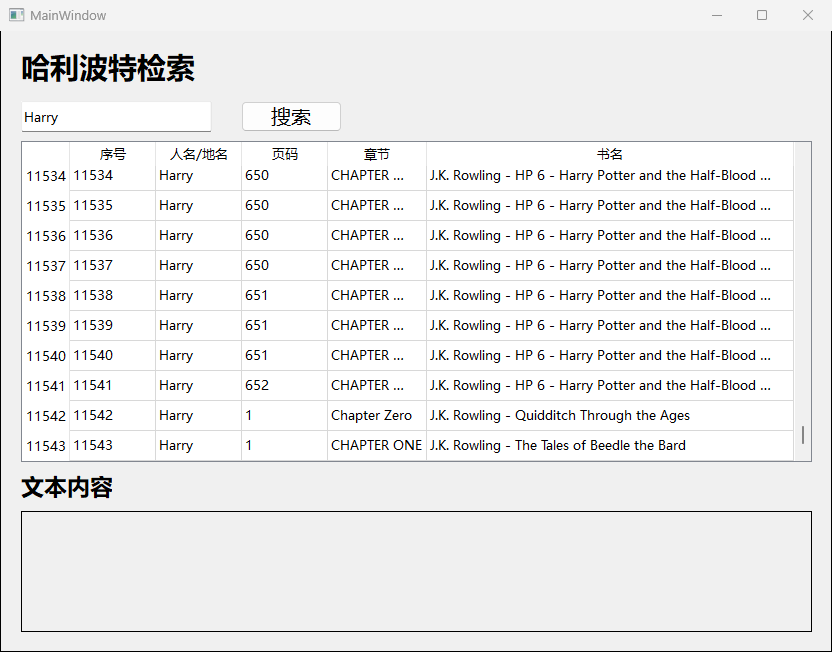 MainWindow
哈利波特检索
Harry 搜索
序号 人名/地名 页码 章节 书名
11534 11534 Harry 650 CHAPTER ... J.K. Rowling - HP 6 - Harry Potter and the Half-Blood ...
11535 11535 Harry 650 CHAPTER ... J.K. Rowling - HP 6 - Harry Potter and the Half-Blood ...
11536 11536 Harry 650 CHAPTER ... J.K. Rowling - HP 6 - Harry Potter and the Half-Blood ...
11537 11537 Harry 650 CHAPTER ... J.K. Rowling - HP 6 - Harry Potter and the Half-Blood ...
11538 11538 Harry 651 CHAPTER ... J.K. Rowling - HP 6 - Harry Potter and the Half-Blood ...
11539 11539 Harry 651 CHAPTER ... J.K. Rowling - HP 6 - Harry Potter and the Half-Blood ...
11540 11540 Harry 651 CHAPTER ... J.K. Rowling - HP 6 - Harry Potter and the Half-Blood ...
11541 11541 Harry 652 CHAPTER ... J.K. Rowling - HP 6 - Harry Potter and the Half-Blood ...
11542 11542 Harry 1 Chapter Zero J.K. Rowling - Quidditch Through the Ages
11543 11543 Harry 1 CHAPTER ONE J.K. Rowling - The Tales of Beedle the Bard
文本内容